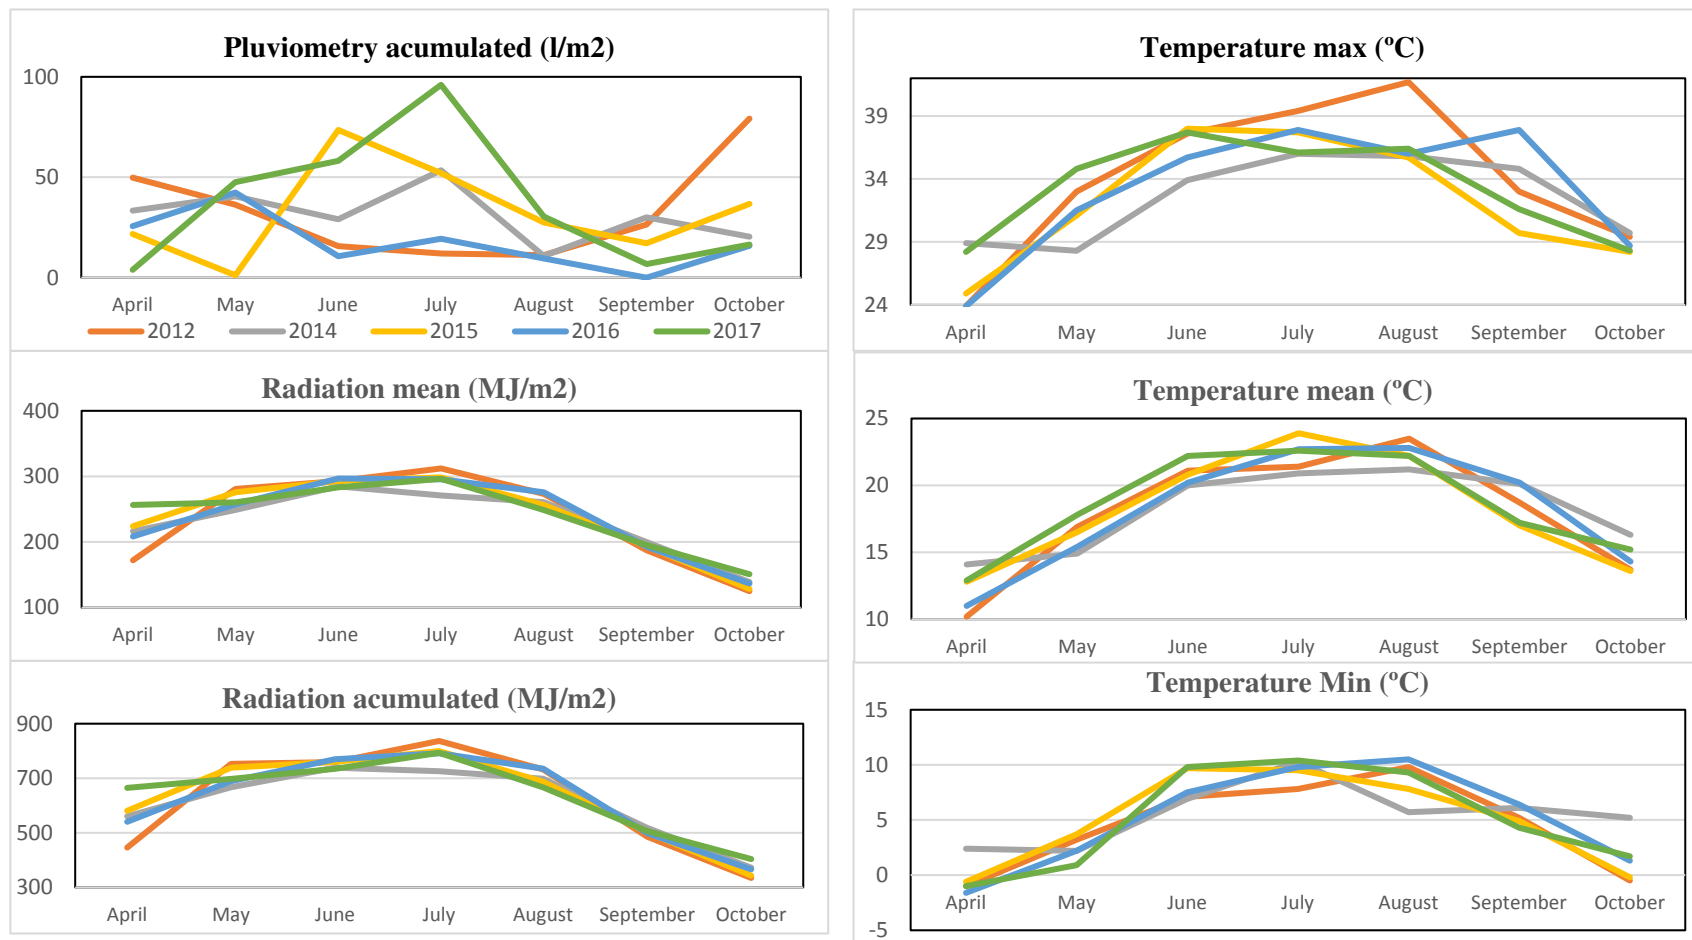 Pluviometry acumulated (l/m2)
100
50
0
April May June July August September October
2012 2014 2015 2016 2017
Temperature max (ºC)
39
34
29
24
April May June July August September October
Radiation mean (MJ/m2)
400
300
200
100
April May June July August September October
Temperature mean (ºC)
25
20
15
10
April May June July August September October
Radiation acumulated (MJ/m2)
900
700
500
300
April May June July August September October
Temperature Min (ºC)
15
10
5
0
-5
April May June July August September October